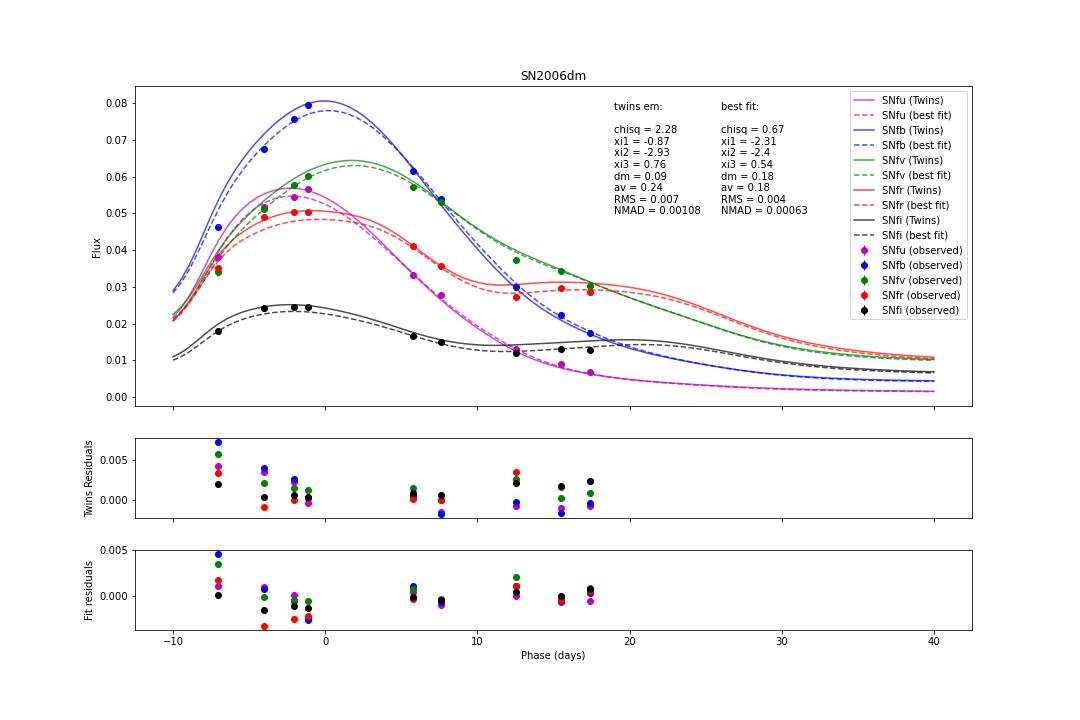 SN2006dm
Flux
0.08
0.07
0.06
0.05
0.04
0.03
0.02
0.01
0.00
twins em:
chisq = 2.28
xi1 = -0.87
xi2 = -2.93
xi3 = 0.76
dm = 0.09
av = 0.24
RMS = 0.007
NMAD = 0.00108
best fit:
chisq = 0.67
xi1 = -2.31
xi2 = -2.4
xi3 = 0.54
dm = 0.18
av = 0.18
RMS = 0.004
NMAD = 0.00063
SNfu (Twins)
SNfu (best fit)
SNfb (Twins)
SNfb (best fit)
SNfv (Twins)
SNfv (best fit)
SNfr (Twins)
SNfr (best fit)
SNfi (Twins)
SNfi (best fit)
SNfu (observed)
SNfb (observed)
SNfv (observed)
SNfr (observed)
SNfi (observed)
Twins Residuals
0.005
0.000
Fit residuals
0.005
0.000
−10 0 10 20 30 40
Phase (days)